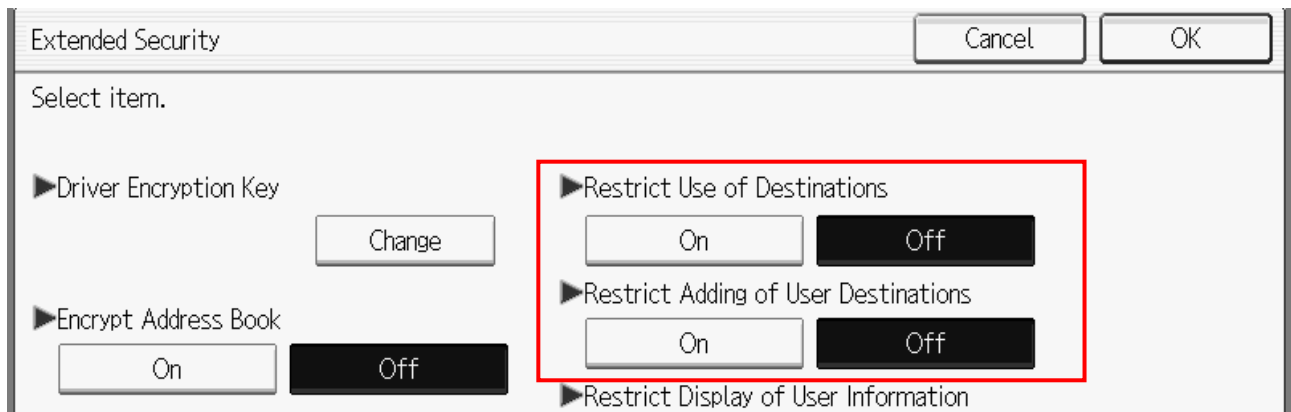 Extended Security
Cancel
OK
Select item.
▶Driver Encryption Key
Change
▶Encrypt Address Book
On
Off
▶Restrict Use of Destinations
On
Off
▶Restrict Adding of User Destinations
On
Off
▶Restrict Display of User Information